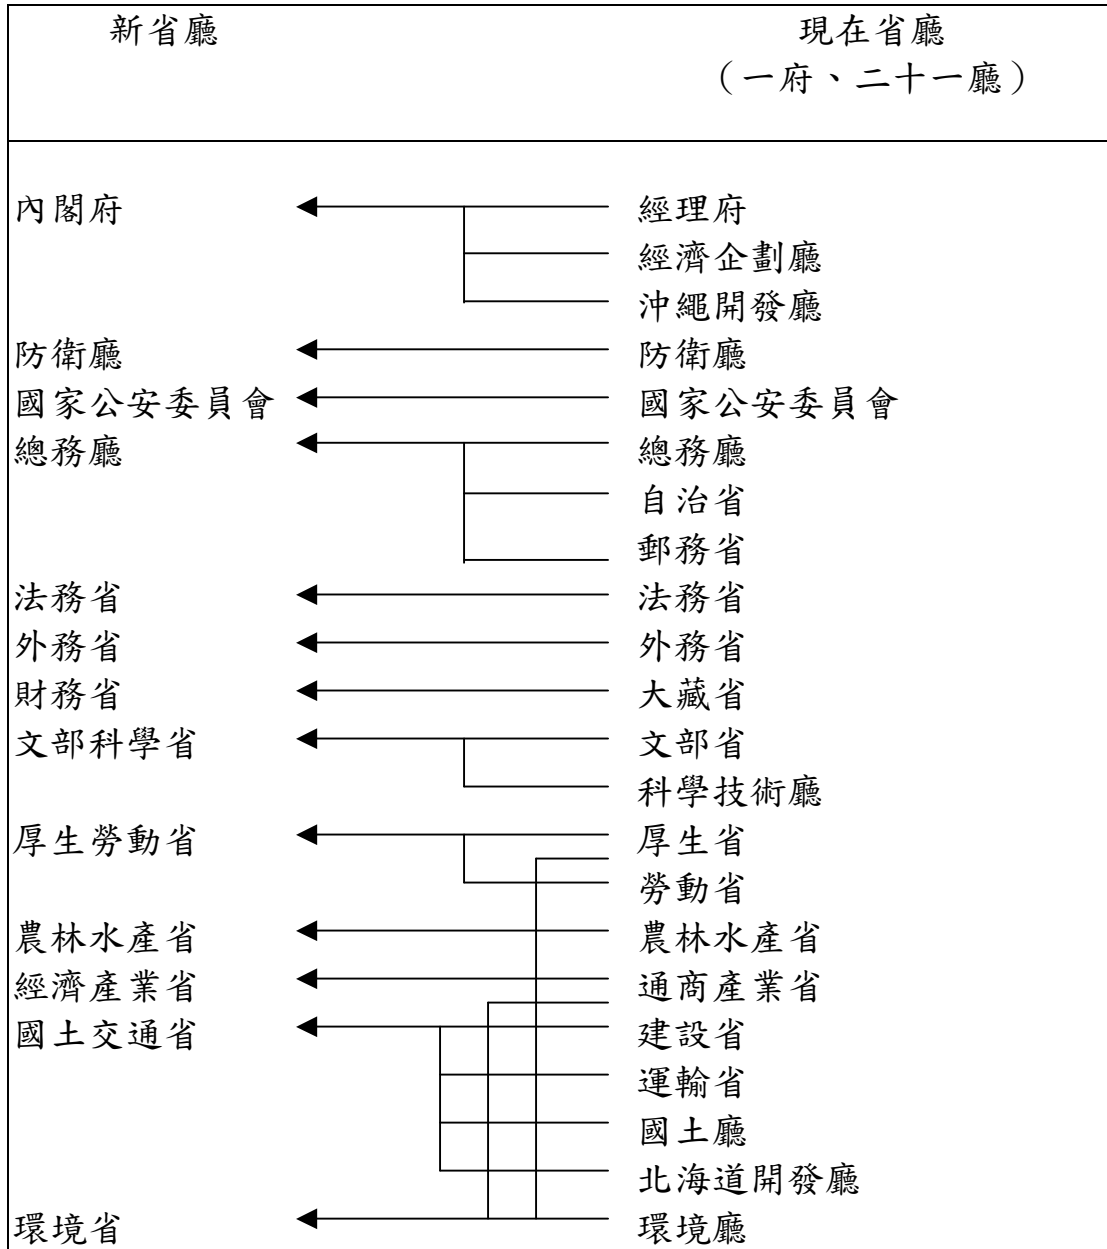 新省廳 現在省廳
（一府、二十一廳）
內閣府 經理府
經濟企劃廳
沖繩開發廳
防衛廳 防衛廳
國家公安委員會 國家公安委員會
總務廳 總務廳
自治省
郵務省
法務省 法務省
外務省 外務省
財務省 大藏省
文部科學省 文部省
科學技術廳
厚生勞動省 厚生省
勞動省
農林水產省 農林水產省
經濟產業省 通商產業省
國土交通省 建設省
運輸省
國土廳
北海道開發廳
環境省 環境廳